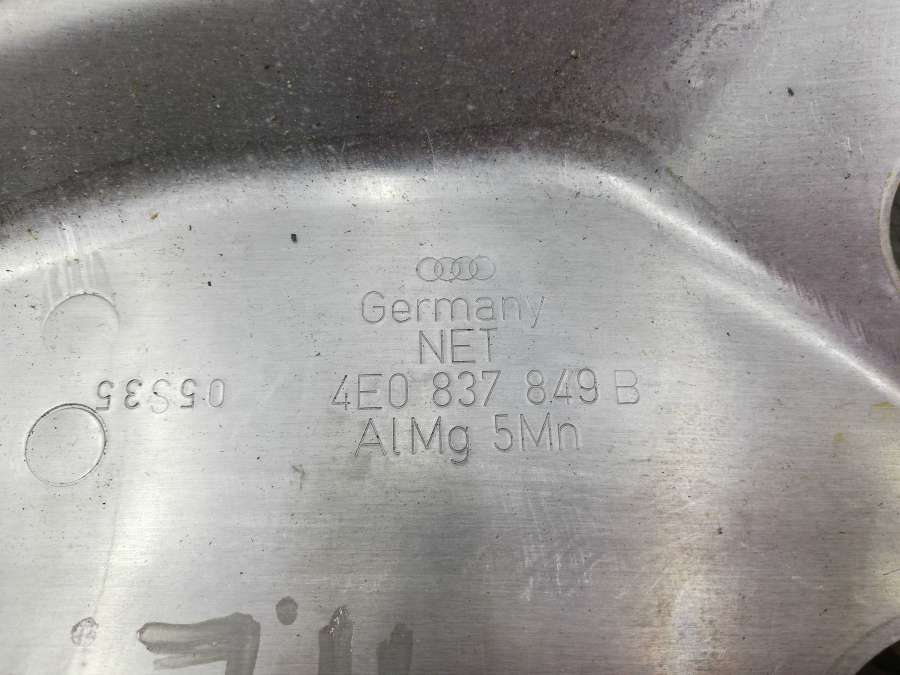 Germany
NET
4E0 837 849 B
AlMg 5Mn
05S35